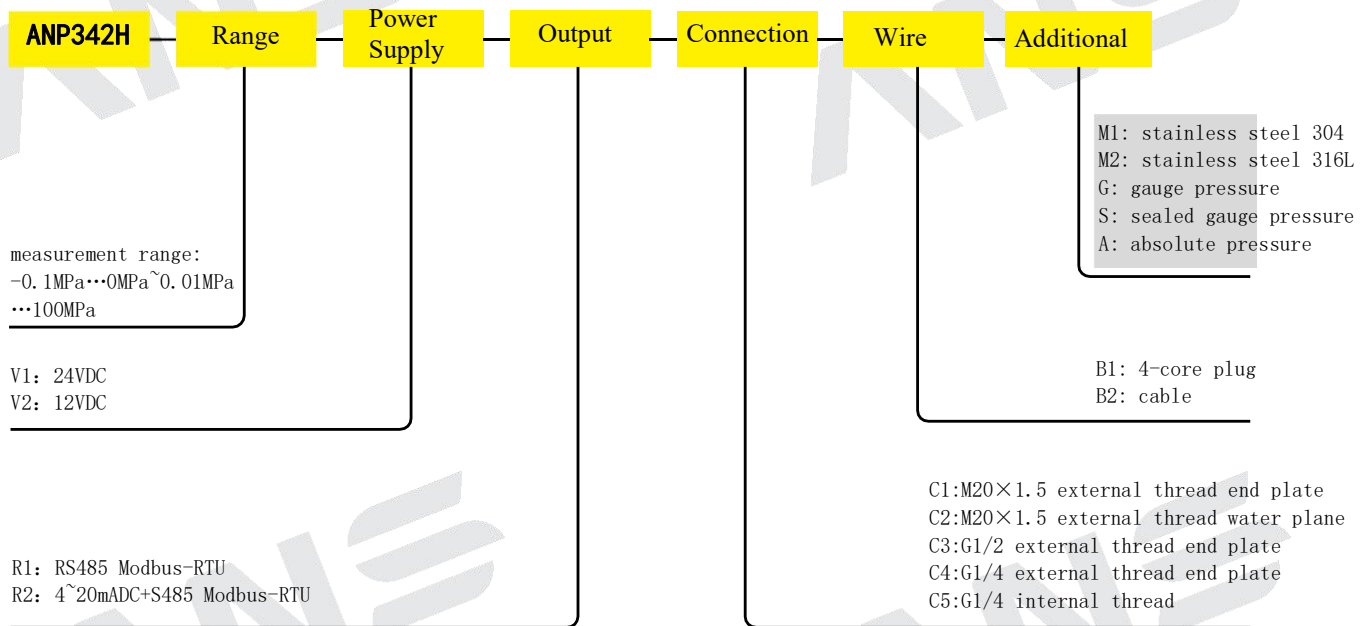 ANP342H
Range
Power
Supply
Output
Connection
Wire
Additional
M1: stainless steel 304
M2: stainless steel 316L
G: gauge pressure
S: sealed gauge pressure
A: absolute pressure
measurement range:
-0.1MPa…0MPa~0.01MPa
…100MPa
V1: 24VDC
V2: 12VDC
B1: 4-core plug
B2: cable
C1:M20×1.5 external thread end plate
C2:M20×1.5 external thread water plane
C3:G1/2 external thread end plate
C4:G1/4 external thread end plate
C5:G1/4 internal thread
R1: RS485 Modbus-RTU
R2: 4~20mADC+S485 Modbus-RTU